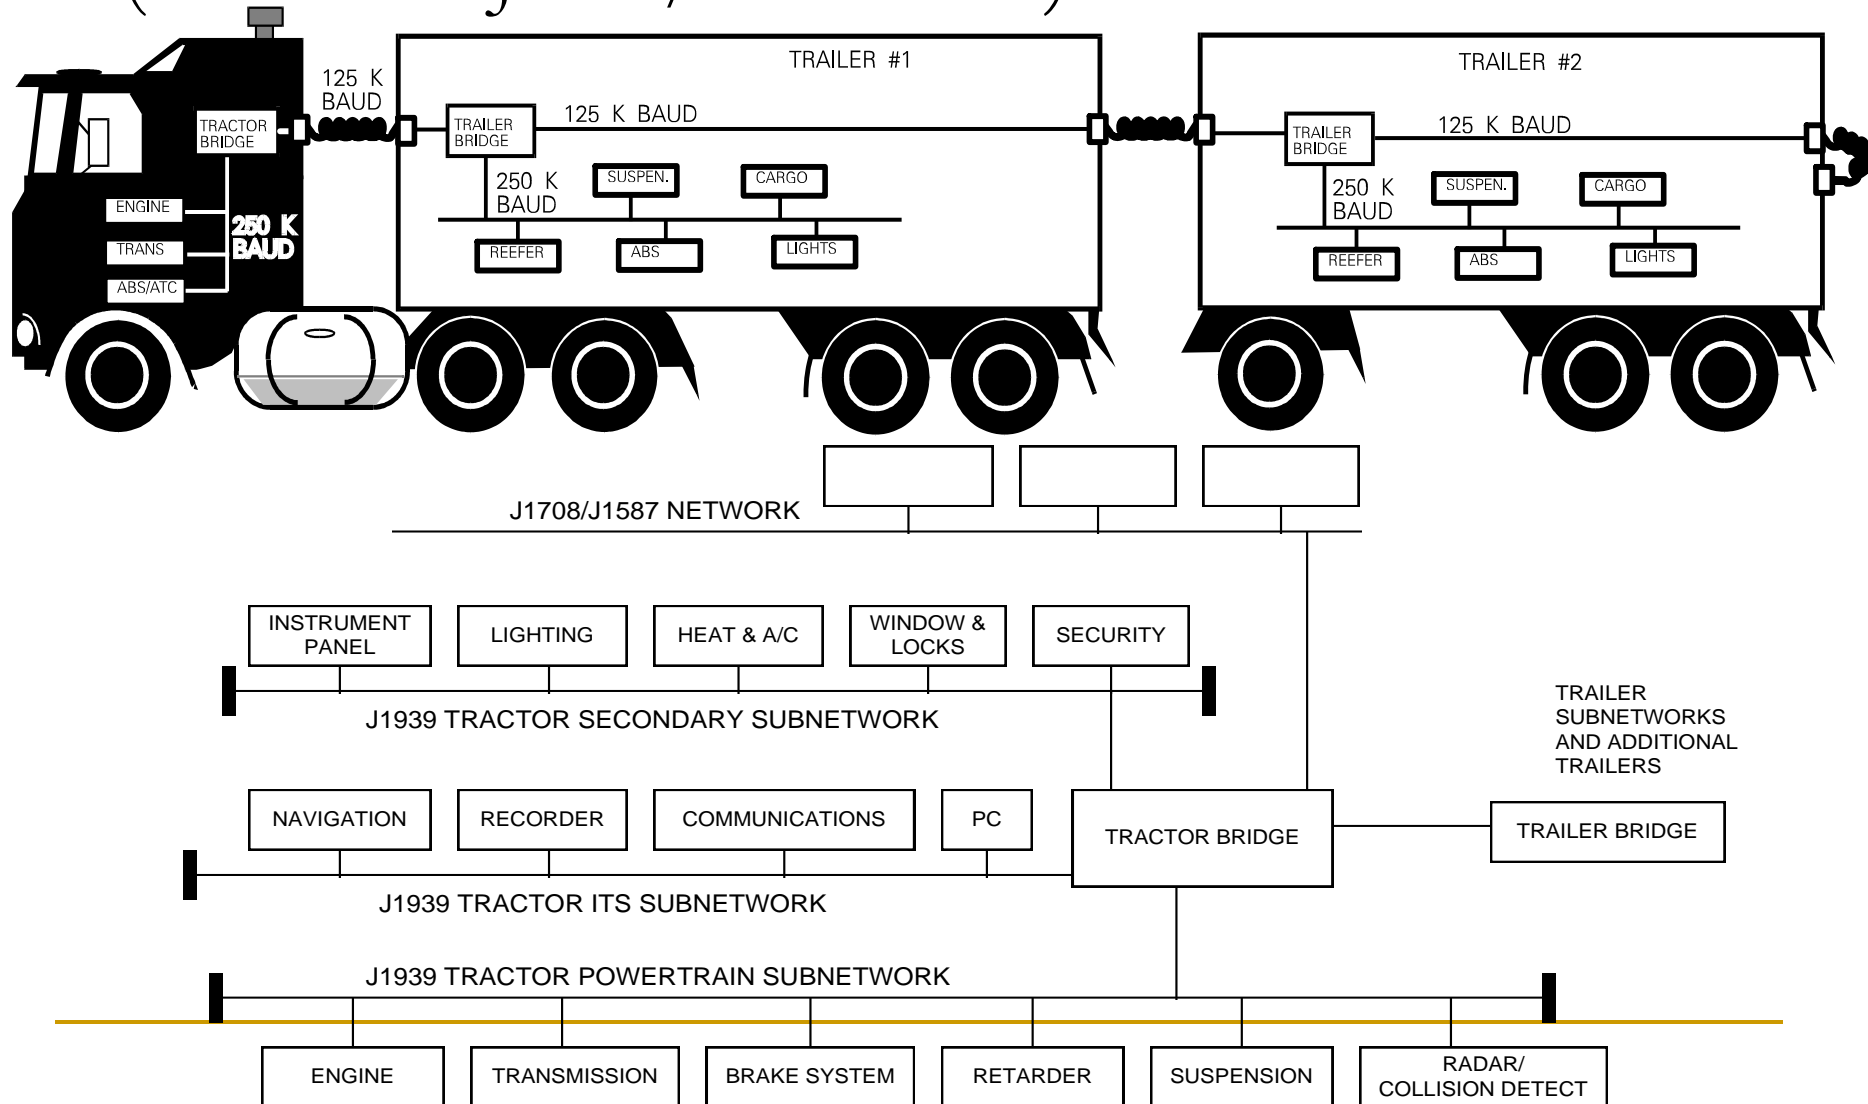 TRAILER #1
TRAILER #2
125 K
BAUD
TRACTOR
BRIDGE
TRAILER
BRIDGE
125 K BAUD
TRAILER
BRIDGE
125 K BAUD
ENGINE
TRANS
ABS/ATC
250 K
BAUD
250 K
BAUD
SUSPEN.
CARGO
REEFER
ABS
LIGHTS
250 K
BAUD
SUSPEN.
CARGO
REEFER
ABS
LIGHTS
J1708/J1587 NETWORK
INSTRUMENT
PANEL
LIGHTING
HEAT & A/C
WINDOW &
LOCKS
SECURITY
J1939 TRACTOR SECONDARY SUBNETWORK
TRAILER
SUBNETWORKS
AND ADDITIONAL
TRAILERS
NAVIGATION
RECORDER
COMMUNICATIONS
PC
TRACTOR BRIDGE
TRAILER BRIDGE
J1939 TRACTOR ITS SUBNETWORK
J1939 TRACTOR POWERTRAIN SUBNETWORK
ENGINE
TRANSMISSION
BRAKE SYSTEM
RETARDER
SUSPENSION
RADAR/
COLLISION DETECT